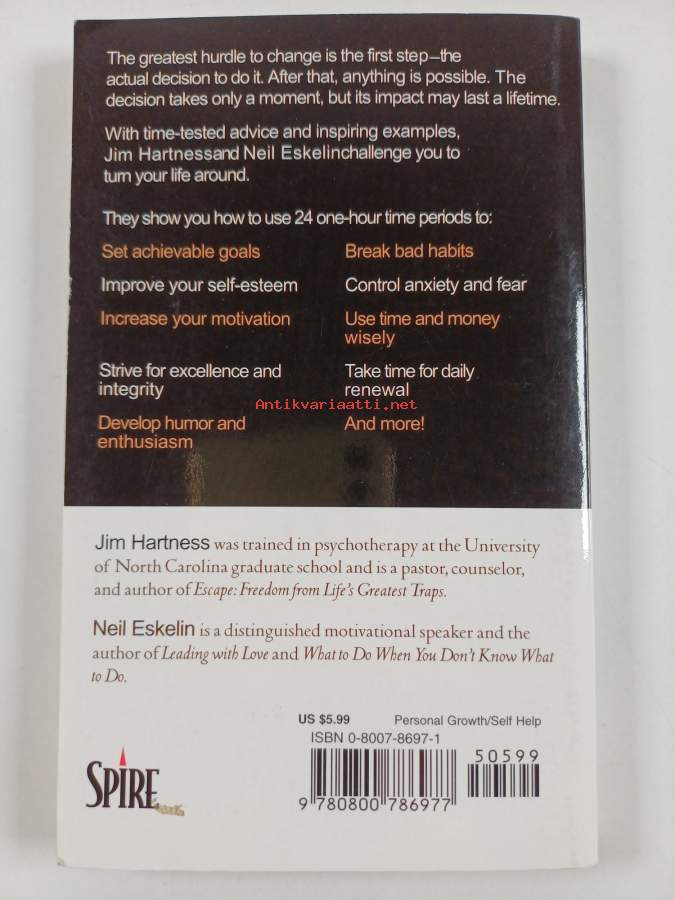 The greatest hurdle to change is the first step—the
actual decision to do it. After that, anything is possible. The
decision takes only a moment, but its impact may last a lifetime.
With time-tested advice and inspiring examples,
Jim Hartnessand Neil Eskelinchallenge you to
turn your life around.
They show you how to use 24 one-hour time periods to:
Set achievable goals
Improve your self-esteem
Increase your motivation
Strive for excellence and
integrity
Develop humor and
enthusiasm
Break bad habits
Control anxiety and fear
Use time and money
wisely
Take time for daily
renewal
And more!
Antikvariaatti.net
Jim Hartness was trained in psychotherapy at the University
of North Carolina graduate school and is a pastor, counselor,
and author of Escape: Freedom from Life's Greatest Traps.
Neil Eskelin is a distinguished motivational speaker and the
author of Leading with Love and What to Do When You Don't Know What
to Do.
US $5.99 Personal Growth/Self Help
ISBN 0-8007-8697-1
50599
9 780800 786977
SPIRE